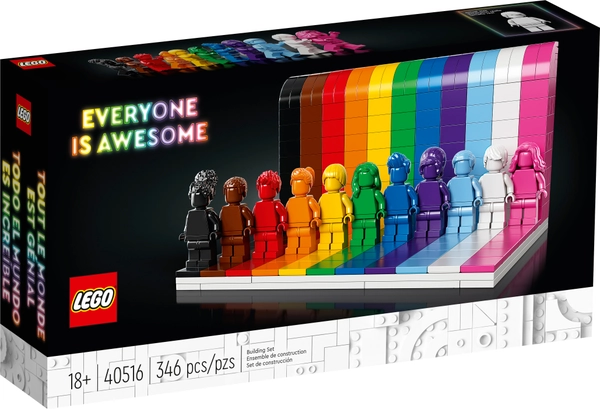 LEGO
40516
LEGO
EVERYONE
IS AWESOME
TOUT LE MONDE
EST GÉNIAL
TODO EL MUNDO
ES INCREÍBLE
LEGO
18+ 40516 346 pcs/pzs
Building Set
Ensemble de construction
Set de construcción